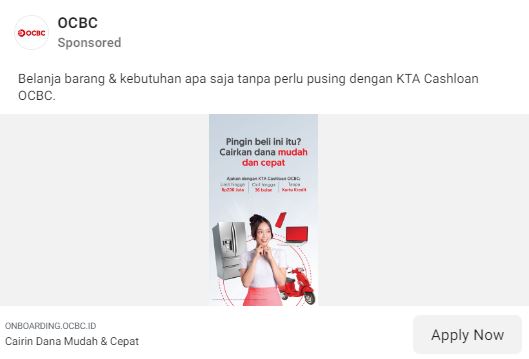 OCBC
OCBC
Sponsored
Belanja barang & kebutuhan apa saja tanpa perlu pusing dengan KTA Cashloan
OCBC.
Pingin beli ini itu?
Cairkan dana mudah
dan cepat
Ajukan dengan KTA Cashloan OCBC:
Limit hingga Cicil hingga Tanpa
Rp200 Juta 36 bulan Kartu Kredit
ONBOARDING.OCBC.ID
Cairin Dana Mudah & Cepat
Apply Now